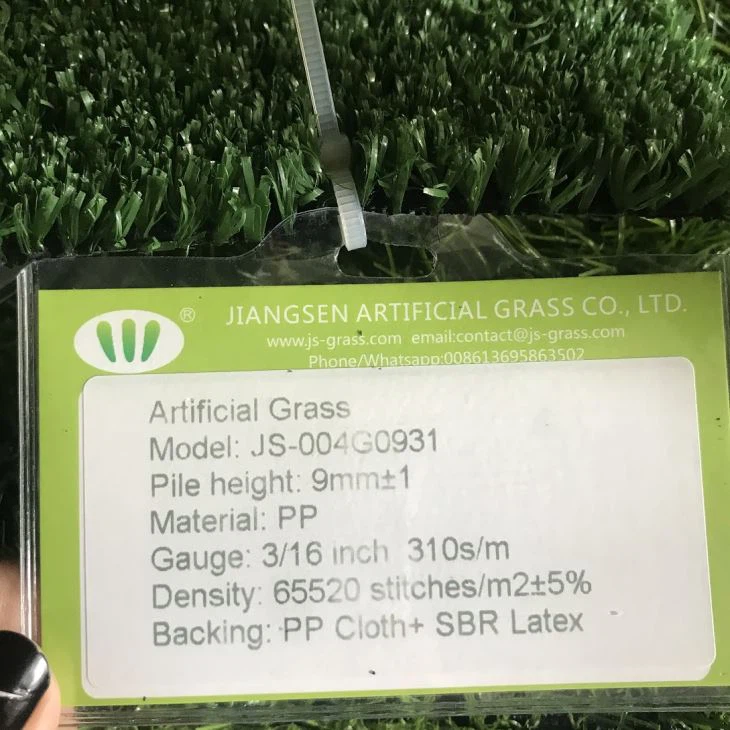 ® JIANGSEN ARTIFICIAL GRASS CO., LTD.
www.js-grass.com email:contact@js-grass.com
Phone/Whatsapp:008613695863502
Artificial Grass
Model: JS-004G0931
Pile height: 9mm±1
Material: PP
Gauge: 3/16 inch 310s/m
Density: 65520 stitches/m2±5%
Backing: PP Cloth+ SBR Latex